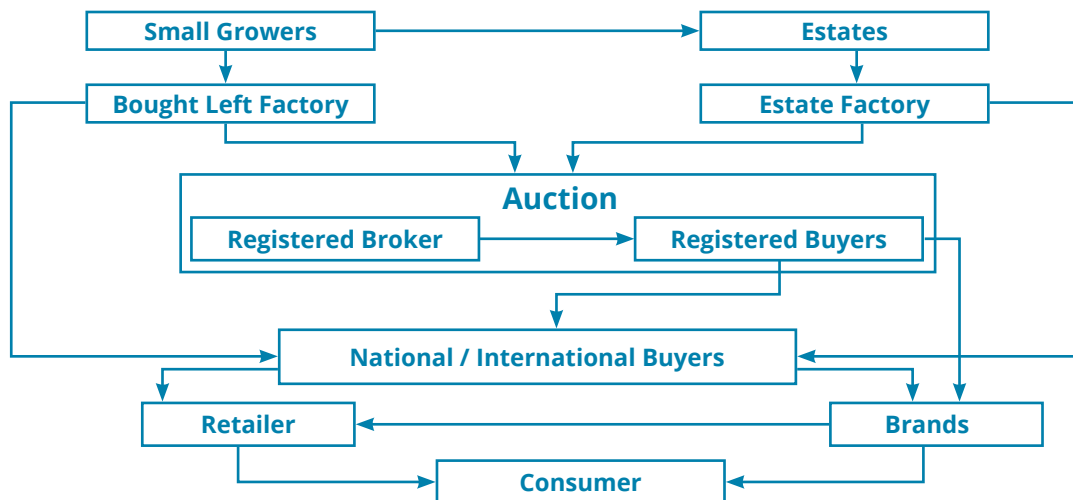 Small Growers
Estates
Bought Left Factory
Estate Factory
Auction
Registered Broker
Registered Buyers
National / International Buyers
Retailer
Brands
Consumer